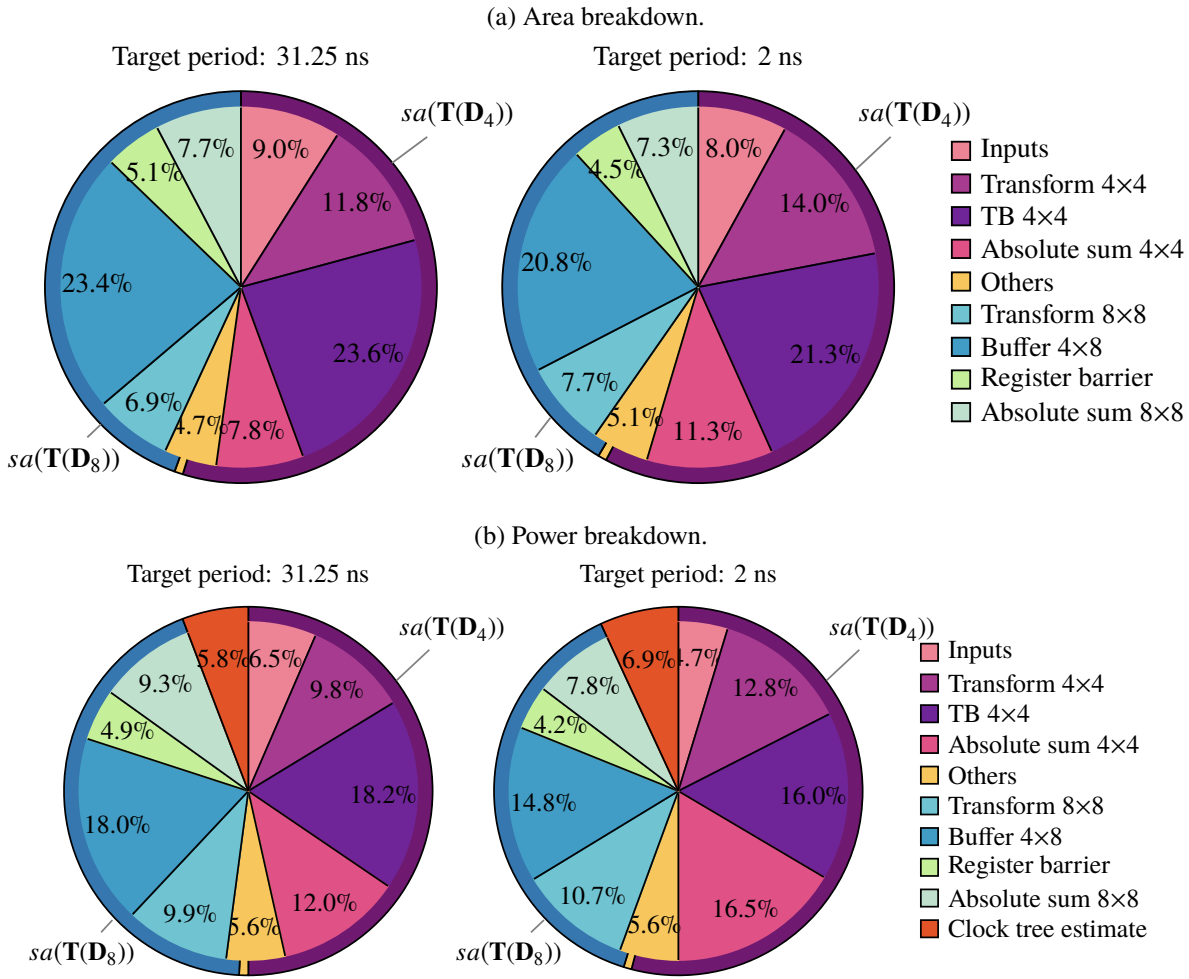 (a) Area breakdown.
Target period: 31.25 ns
Target period: 2 ns
sa(T(D₄))
9.0%
11.8%
23.6%
7.8%
4.7%
6.9%
23.4%
5.1%
7.7%
sa(T(D₈))
sa(T(D₄))
8.0%
14.0%
21.3%
11.3%
5.1%
7.7%
20.8%
4.5%
7.3%
sa(T(D₈))
Inputs
Transform 4×4
TB 4×4
Absolute sum 4×4
Others
Transform 8×8
Buffer 4×8
Register barrier
Absolute sum 8×8
(b) Power breakdown.
Target period: 31.25 ns
Target period: 2 ns
sa(T(D₄))
6.5%
9.8%
18.2%
12.0%
5.6%
9.9%
18.0%
4.9%
9.3%
5.8%
sa(T(D₈))
sa(T(D₄))
4.7%
12.8%
16.0%
16.5%
5.6%
10.7%
14.8%
4.2%
7.8%
6.9%
sa(T(D₈))
Inputs
Transform 4×4
TB 4×4
Absolute sum 4×4
Others
Transform 8×8
Buffer 4×8
Register barrier
Absolute sum 8×8
Clock tree estimate